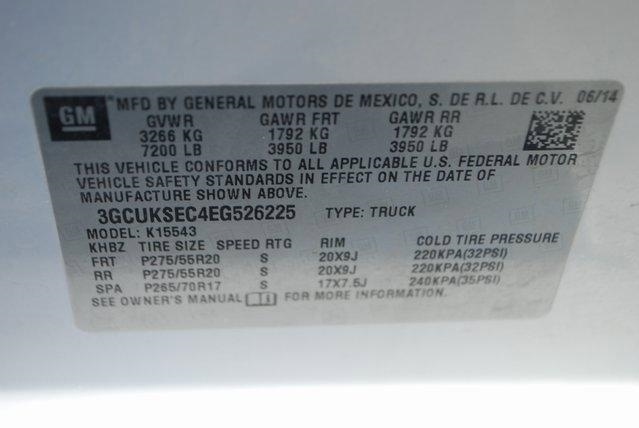 GM MFD BY GENERAL MOTORS DE MEXICO, S. DE R.L. DE C.V. 06/14
GVWR GAWR FRT GAWR RR
3266 KG 1792 KG 1792 KG
7200 LB 3950 LB 3950 LB
THIS VEHICLE CONFORMS TO ALL APPLICABLE U.S. FEDERAL MOTOR
VEHICLE SAFETY STANDARDS IN EFFECT ON THE DATE OF
MANUFACTURE SHOWN ABOVE.
3GCUKSEC4EG526225 TYPE: TRUCK
MODEL: K15543
KHBZ TIRE SIZE SPEED RTG RIM COLD TIRE PRESSURE
FRT P275/55R20 S 20X9J 220KPA(32PSI)
RR P275/55R20 S 20X9J 220KPA(32PSI)
SPA P265/70R17 S 17X7.5J 240KPA(35PSI)
SEE OWNER'S MANUAL FOR MORE INFORMATION.